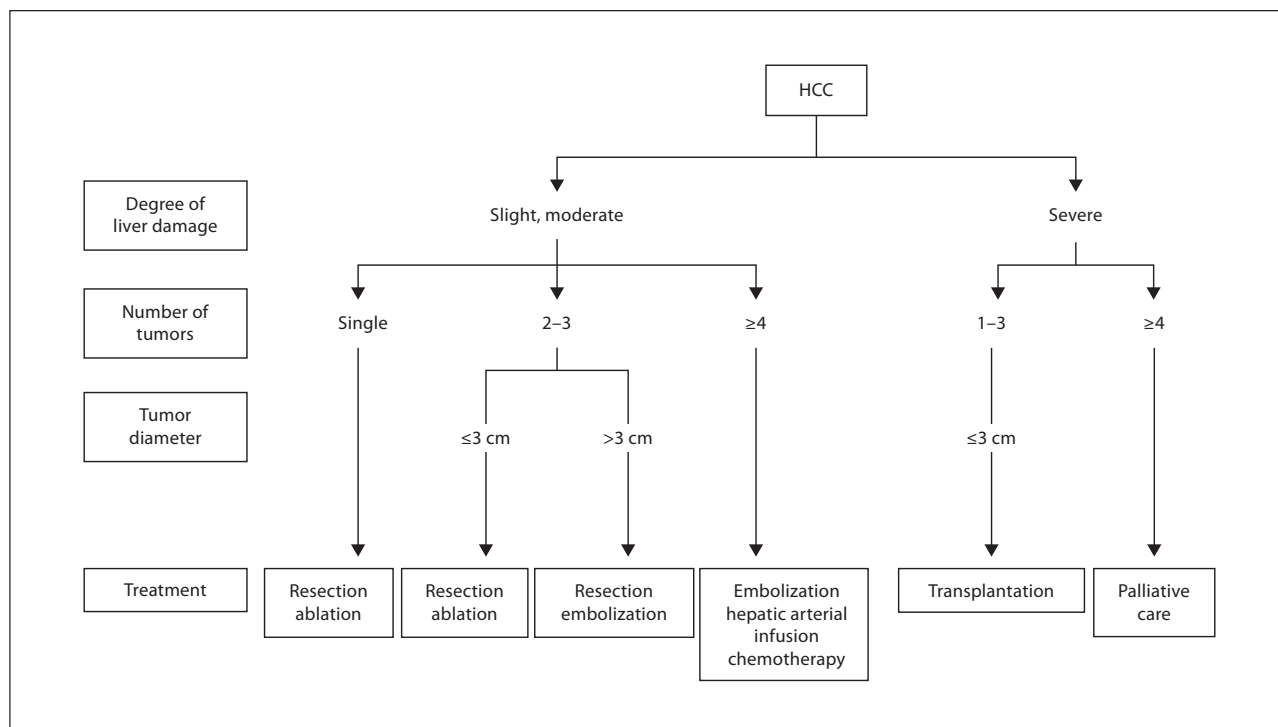 HCC
Degree of
liver damage
Slight, moderate
Severe
Number of
tumors
Single
2–3
≥4
1–3
≥4
Tumor
diameter
≤3 cm
>3 cm
≤3 cm
Treatment
Resection
ablation
Resection
ablation
Resection
embolization
Embolization
hepatic arterial
infusion
chemotherapy
Transplantation
Palliative
care